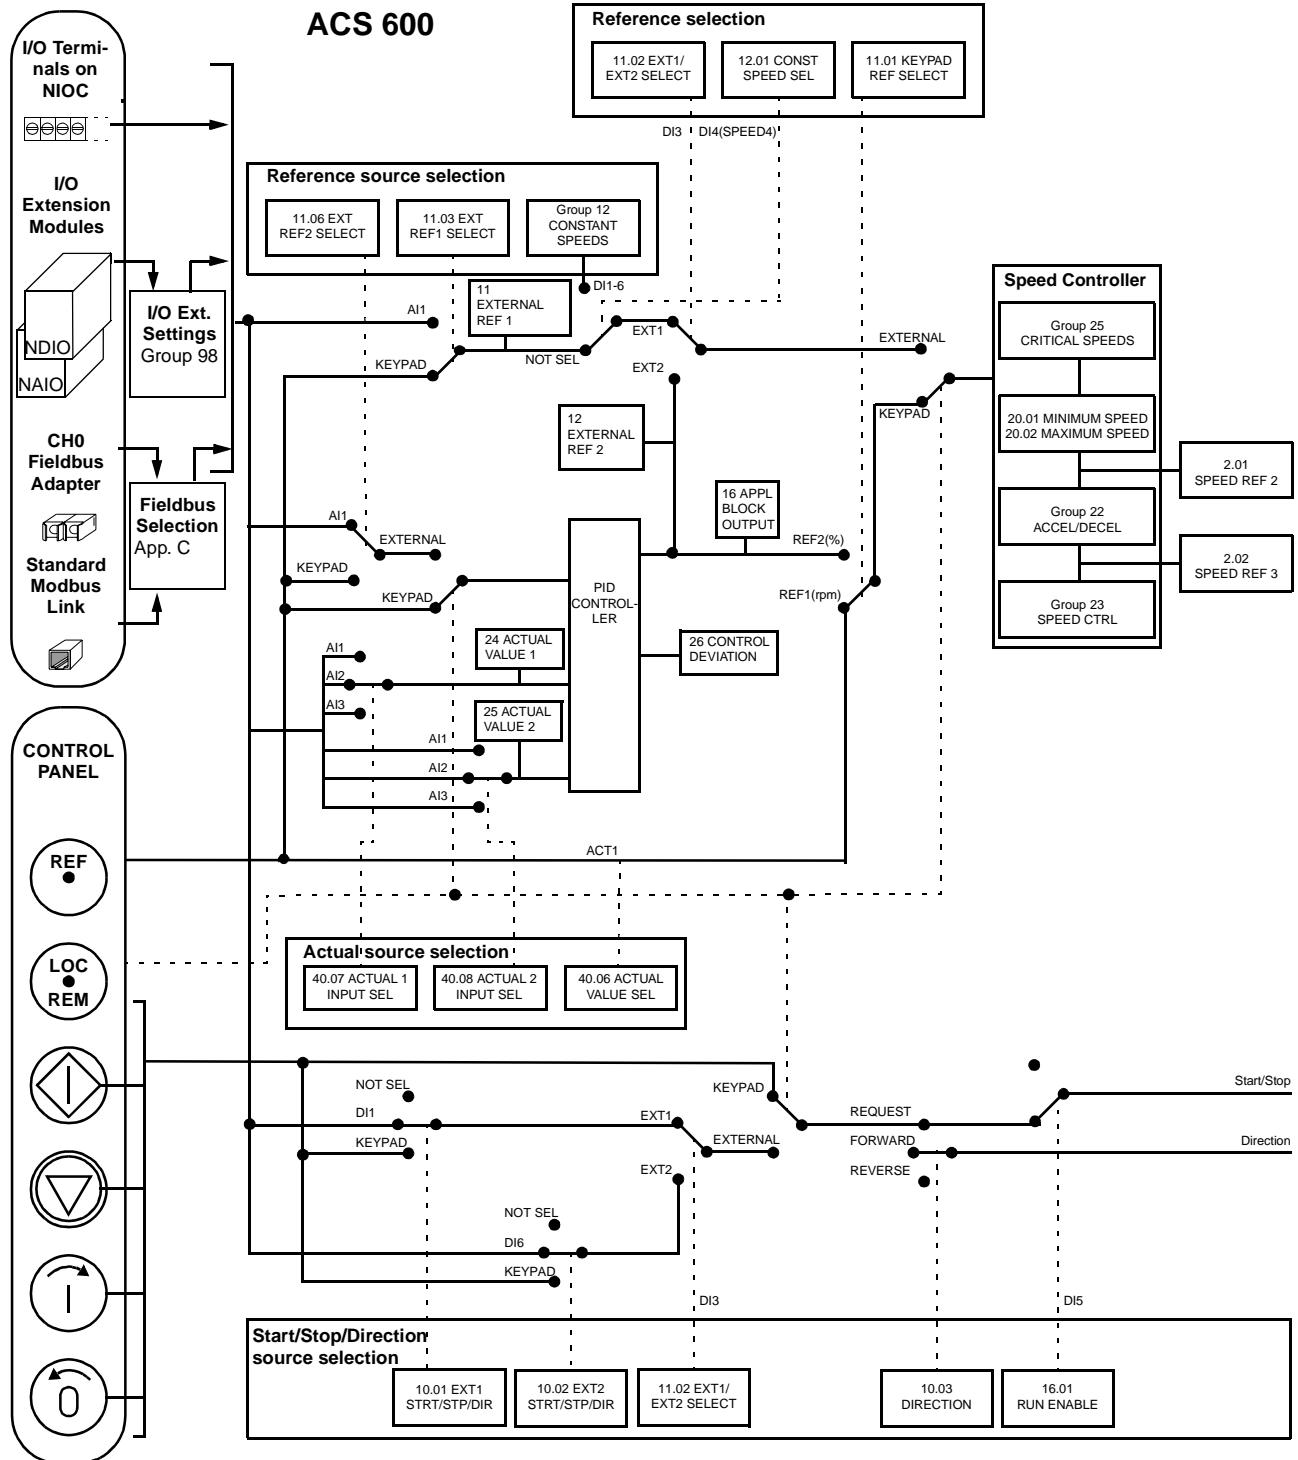 ACS 600
I/O Termi-
nals on
NIOC
I/O
Extension
Modules
NDIO
NAIO
I/O Ext.
Settings
Group 98
CH0
Fieldbus
Adapter
Fieldbus
Selection
App. C
Standard
Modbus
Link
CONTROL
PANEL
REF
LOC
REM
Reference selection
11.02 EXT1/
EXT2 SELECT
12.01 CONST
SPEED SEL
11.01 KEYPAD
REF SELECT
DI3
DI4(SPEED4)
Reference source selection
11.06 EXT
REF2 SELECT
11.03 EXT
REF1 SELECT
Group 12
CONSTANT
SPEEDS
DI1-6
11
EXTERNAL
REF 1
AI1
KEYPAD
NOT SEL
EXT1
EXT2
EXTERNAL
KEYPAD
12
EXTERNAL
REF 2
16 APPL
BLOCK
OUTPUT
REF2(%)
REF1(rpm)
AI1
EXTERNAL
KEYPAD
KEYPAD
PID
CONTROL-
LER
26 CONTROL
DEVIATION
24 ACTUAL
VALUE 1
25 ACTUAL
VALUE 2
AI1
AI2
AI3
AI1
AI2
AI3
ACT1
Speed Controller
Group 25
CRITICAL SPEEDS
20.01 MINIMUM SPEED
20.02 MAXIMUM SPEED
2.01
SPEED REF 2
Group 22
ACCEL/DECEL
2.02
SPEED REF 3
Group 23
SPEED CTRL
Actual source selection
40.07 ACTUAL 1
INPUT SEL
40.08 ACTUAL 2
INPUT SEL
40.06 ACTUAL
VALUE SEL
NOT SEL
DI1
KEYPAD
EXT1
EXT2
KEYPAD
EXTERNAL
NOT SEL
DI6
KEYPAD
REQUEST
FORWARD
REVERSE
Start/Stop
Direction
DI3
DI5
Start/Stop/Direction
source selection
10.01 EXT1
STRT/STP/DIR
10.02 EXT2
STRT/STP/DIR
11.02 EXT1/
EXT2 SELECT
10.03
DIRECTION
16.01
RUN ENABLE